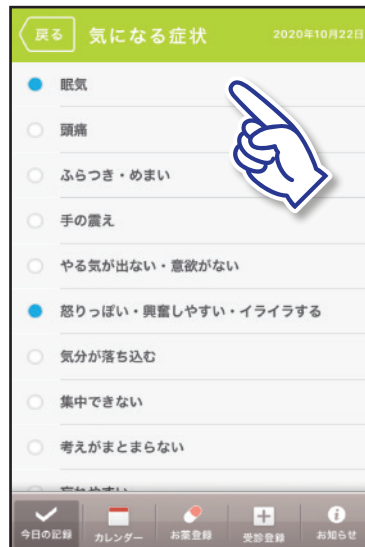 戻る 気になる症状 2020年10月22日
眠気
頭痛
ふらつき・めまい
手の震え
やる気が出ない・意欲がない
怒りっぽい・興奮しやすい・イライラする
気分が落ち込む
集中できない
考えがまとまらない
今日の記録 カレンダー お薬登録 受診登録 お知らせ